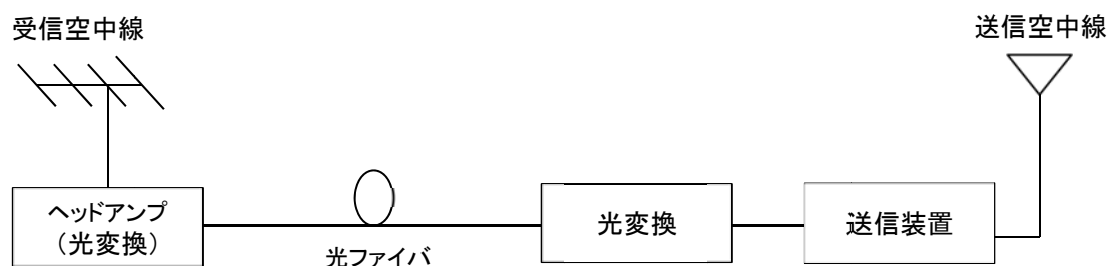 受信空中線
送信空中線
ヘッドアンプ
(光変換)
光ファイバ
光変換
送信装置